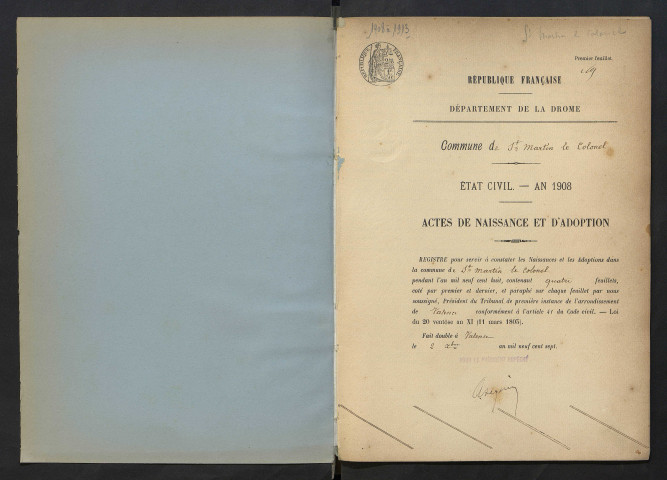 1908 à 1913
St Martin le Colonel
Premier feuillet.
RÉPUBLIQUE FRANÇAISE
DÉPARTEMENT DE LA DROME
Commune de St Martin le Colonel
ÉTAT CIVIL. — AN 1908
ACTES DE NAISSANCE ET D'ADOPTION
REGISTRE pour servir à constater les Naissances et les Adoptions dans
la commune de St Martin le Colonel
pendant l'an mil neuf cent huit, contenant quatre feuillets,
coté par premier et dernier, et paraphé sur chaque feuillet par nous
soussigné, Président du Tribunal de première instance de l'arrondissement
de Valence conformément à l'article 41 du Code civil. — Loi
du 20 ventôse an XI (11 mars 1803).
Fait double à Valence
le 2 Xbre an mil neuf cent sept.